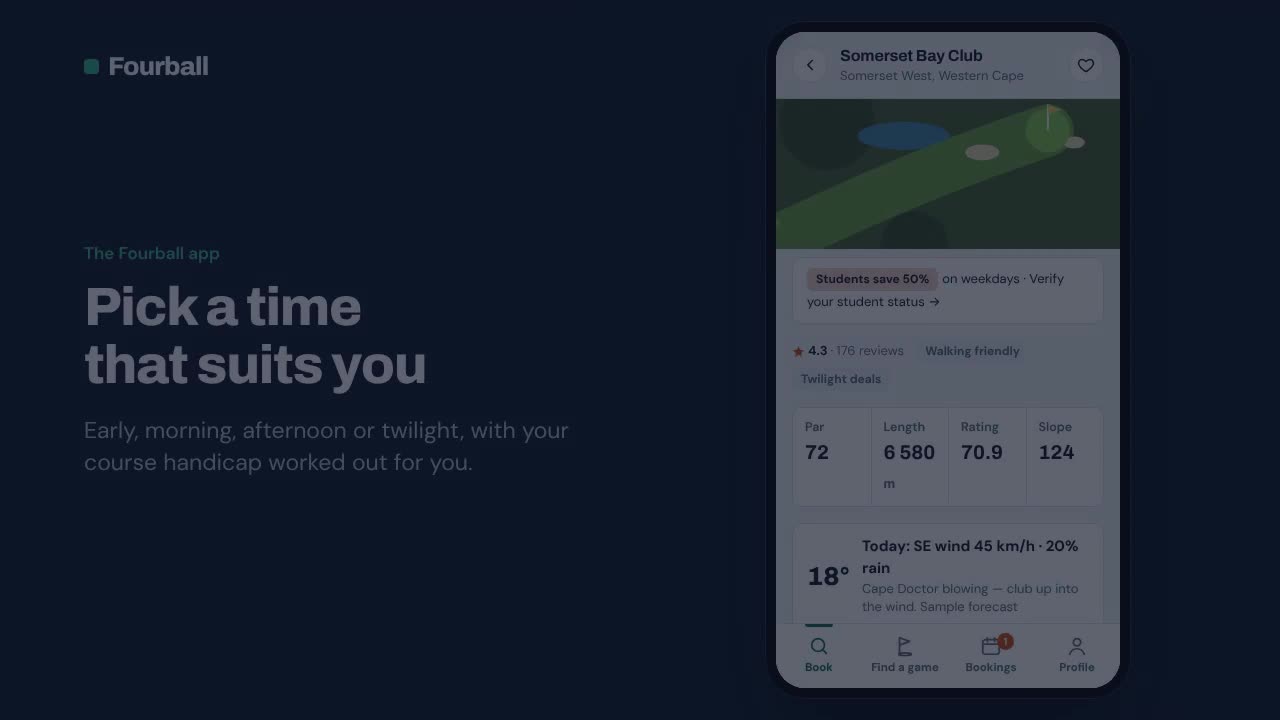 Fourball
The Fourball app
Pick a time
that suits you
Early, morning, afternoon or twilight, with your
course handicap worked out for you.
Somerset Bay Club
Somerset West, Western Cape
Students save 50% on weekdays · Verify
your student status →
4.3 · 176 reviews Walking friendly
Twilight deals
Par Length Rating Slope
72 6 580 70.9 124
m
Today: SE wind 45 km/h · 20%
rain
18°
Cape Doctor blowing — club up into
the wind. Sample forecast
1
Book Find a game Bookings Profile